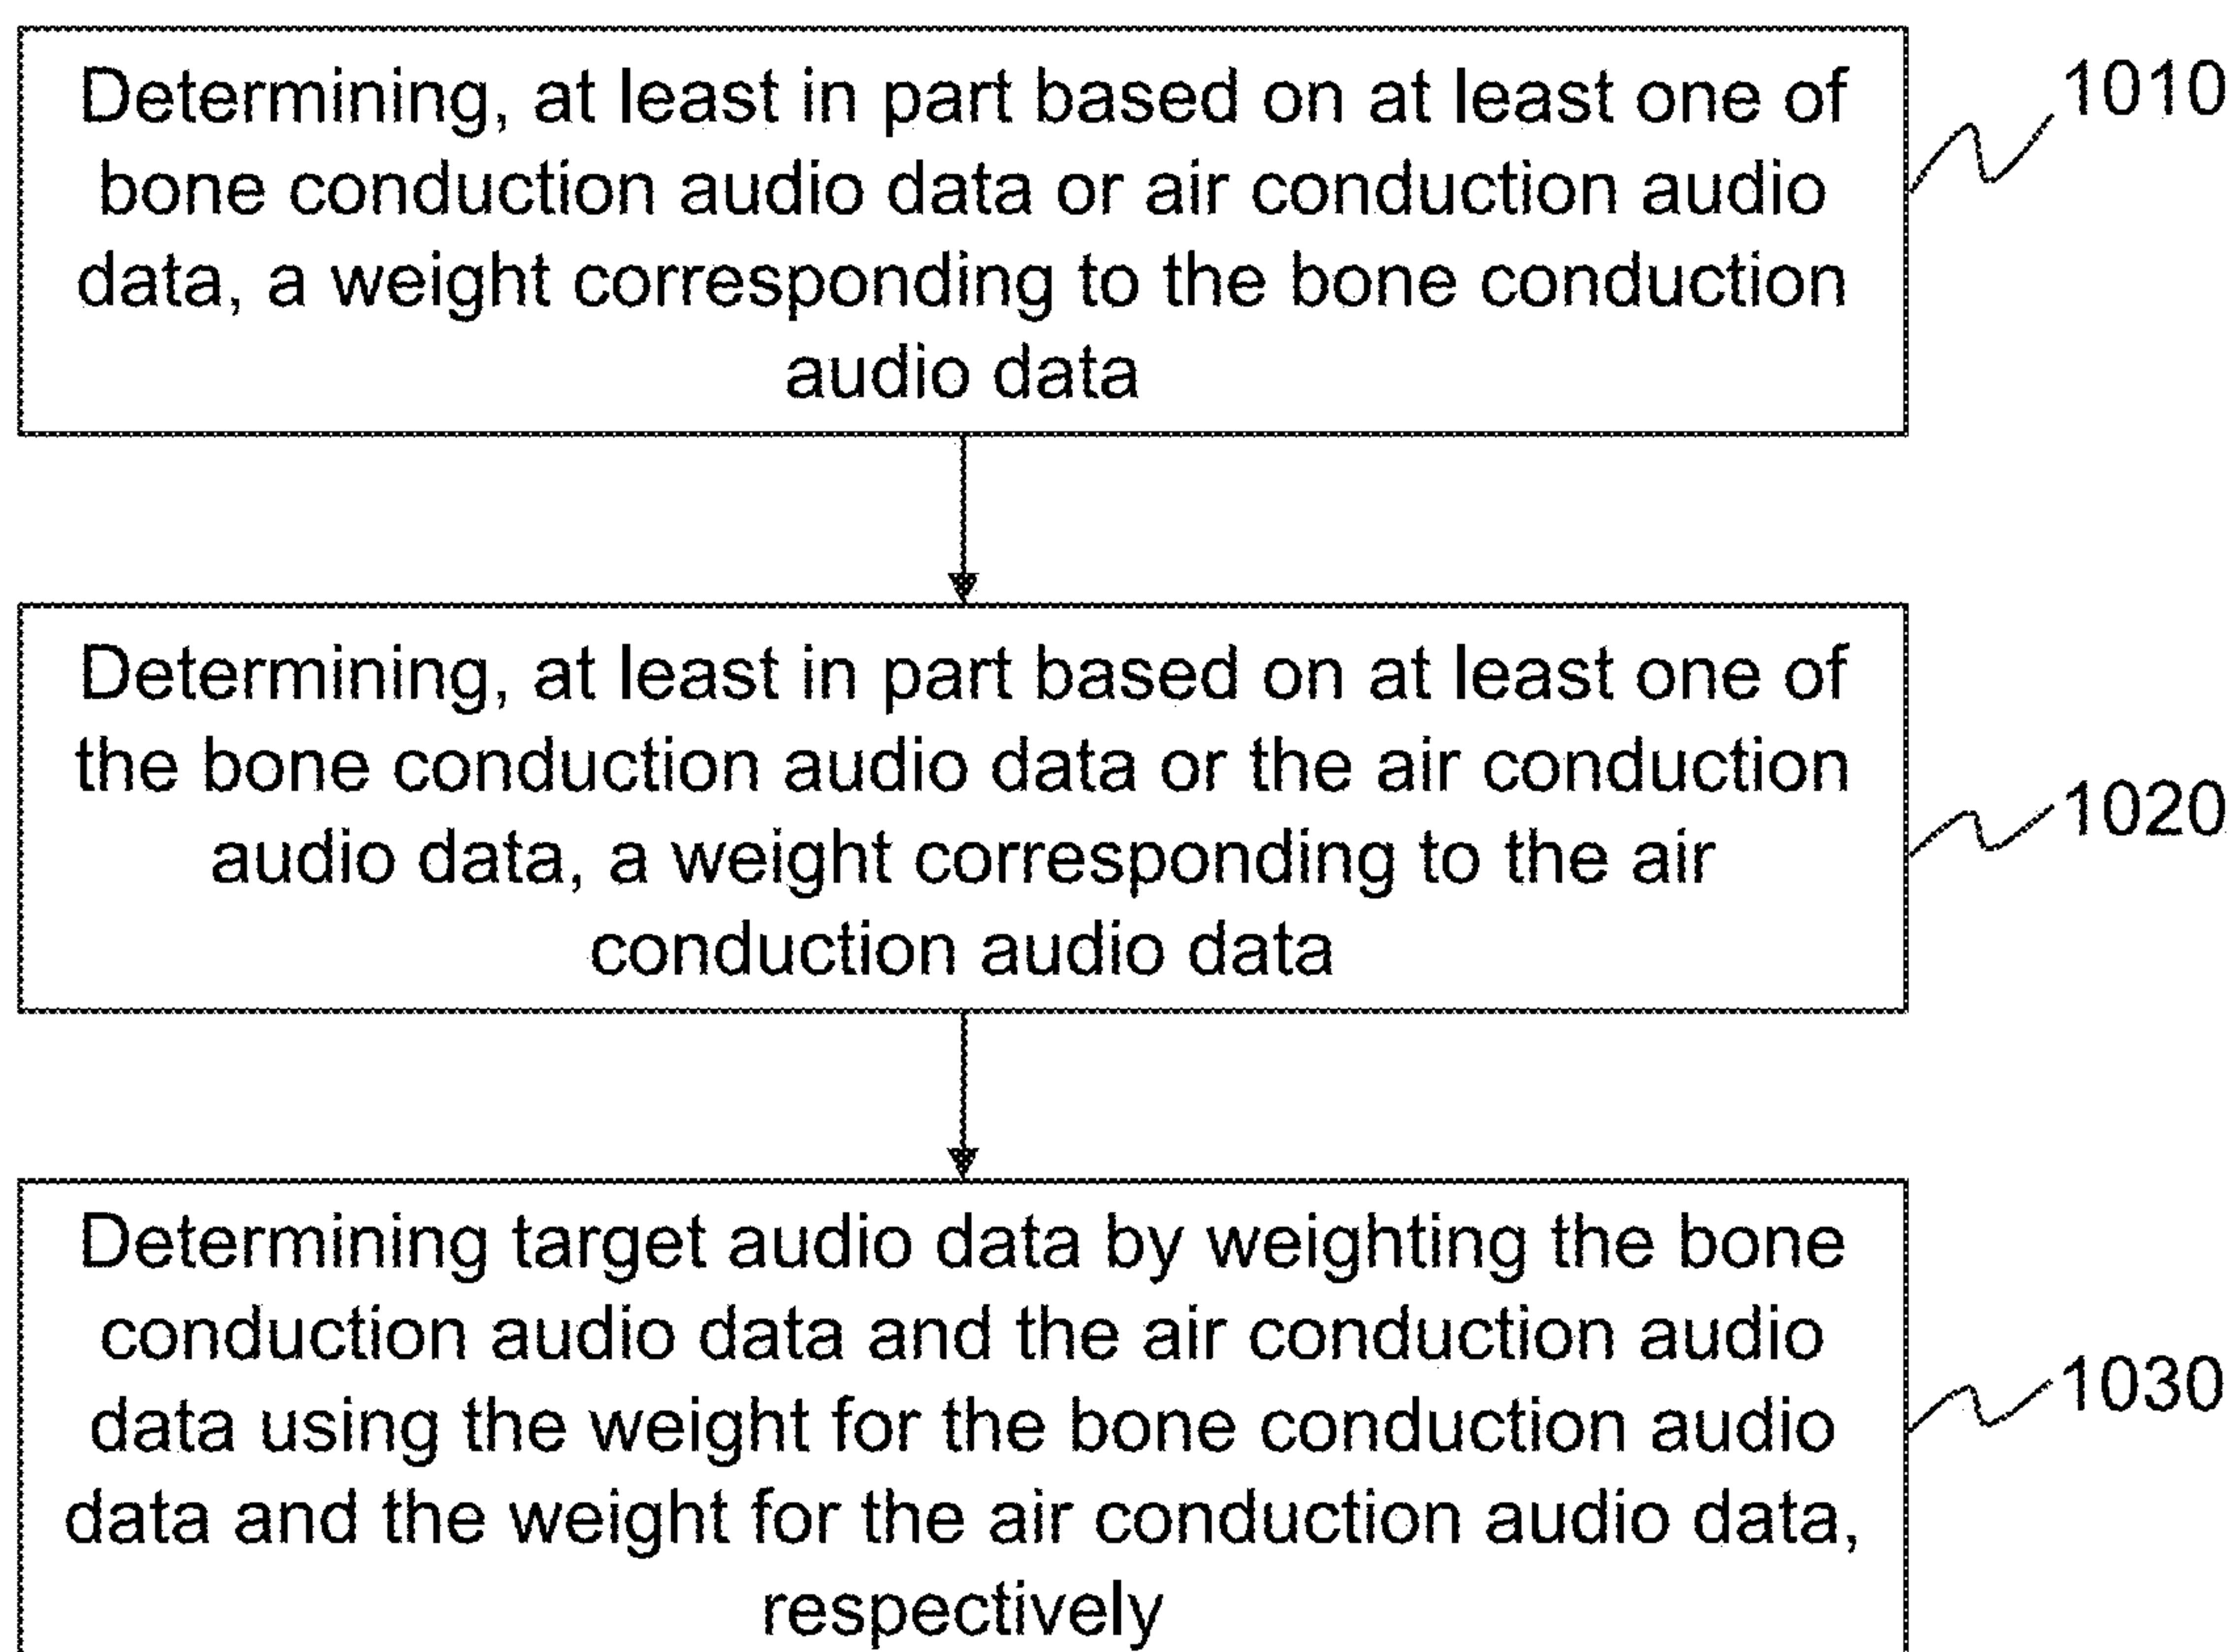 Determining, at least in part based on at least one of
bone conduction audio data or air conduction audio
data, a weight corresponding to the bone conduction
audio data
1010
Determining, at least in part based on at least one of
the bone conduction audio data or the air conduction
audio data, a weight corresponding to the air
conduction audio data
1020
Determining target audio data by weighting the bone
conduction audio data and the air conduction audio
data using the weight for the bone conduction audio
data and the weight for the air conduction audio data,
respectively
1030